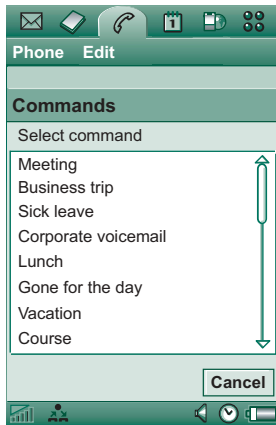 1
Phone Edit
Commands
Select command
Meeting
Business trip
Sick leave
Corporate voicemail
Lunch
Gone for the day
Vacation
Course
Cancel